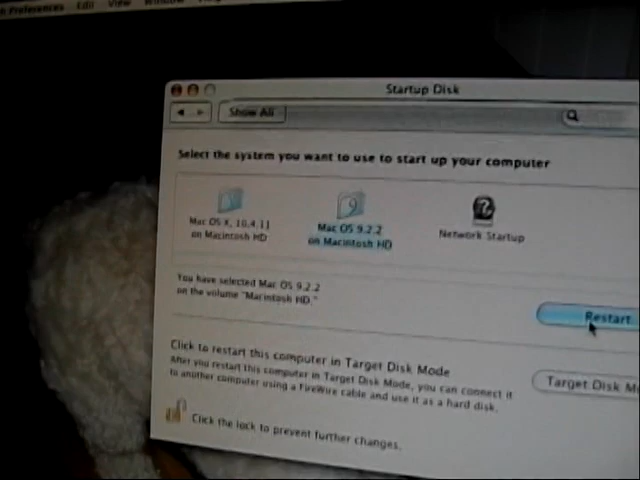 Preferences Edit View Window
Startup Disk
Show All
Select the system you want to use to start up your computer
Mac OS X, 10.4.11
on Macintosh HD
Mac OS 9.2.2
on Macintosh HD
Network Startup
You have selected Mac OS 9.2.2
on the volume "Macintosh HD."
Restart
Click to restart this computer in Target Disk Mode
After you restart this computer in Target Disk Mode, you can connect it
to another computer using a FireWire cable and use it as a hard disk.
Target Disk M
Click the lock to prevent further changes.